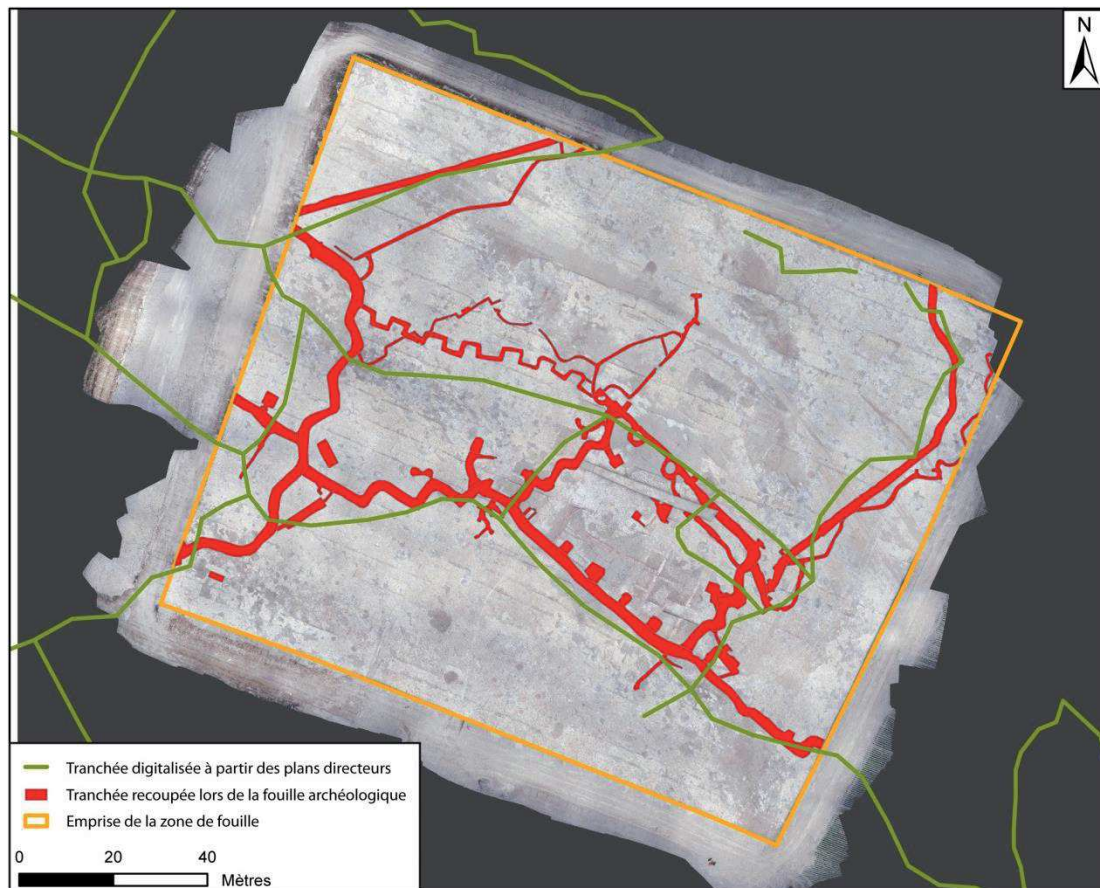 N
Tranchée digitalisée à partir des plans directeurs
Tranchée recoupée lors de la fouille archéologique
Emprise de la zone de fouille
0 20 40
Mètres